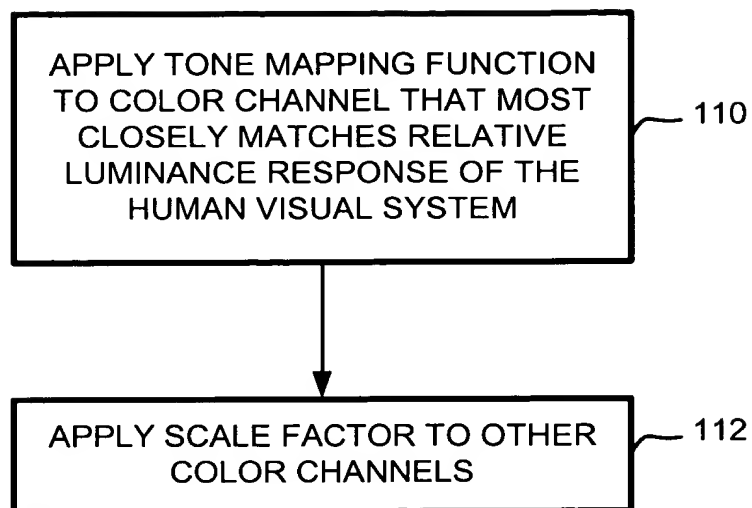 APPLY TONE MAPPING FUNCTION
TO COLOR CHANNEL THAT MOST
CLOSELY MATCHES RELATIVE
LUMINANCE RESPONSE OF THE
HUMAN VISUAL SYSTEM
110
APPLY SCALE FACTOR TO OTHER
COLOR CHANNELS
112